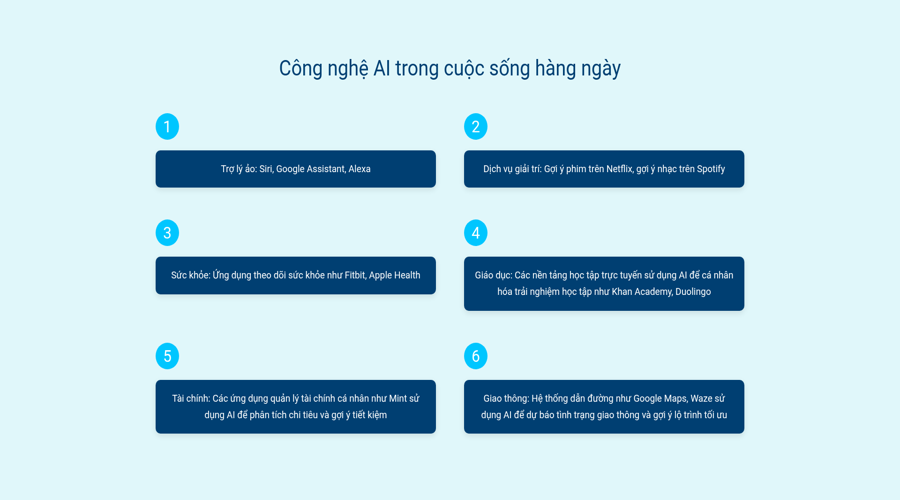 Công nghệ AI trong cuộc sống hàng ngày
1
Trợ lý ảo: Siri, Google Assistant, Alexa
2
Dịch vụ giải trí: Gợi ý phim trên Netflix, gợi ý nhạc trên Spotify
3
Sức khỏe: Ứng dụng theo dõi sức khỏe như Fitbit, Apple Health
4
Giáo dục: Các nền tảng học tập trực tuyến sử dụng AI để cá nhân
hóa trải nghiệm học tập như Khan Academy, Duolingo
5
Tài chính: Các ứng dụng quản lý tài chính cá nhân như Mint sử
dụng AI để phân tích chi tiêu và gợi ý tiết kiệm
6
Giao thông: Hệ thống dẫn đường như Google Maps, Waze sử
dụng AI để dự báo tình trạng giao thông và gợi ý lộ trình tối ưu